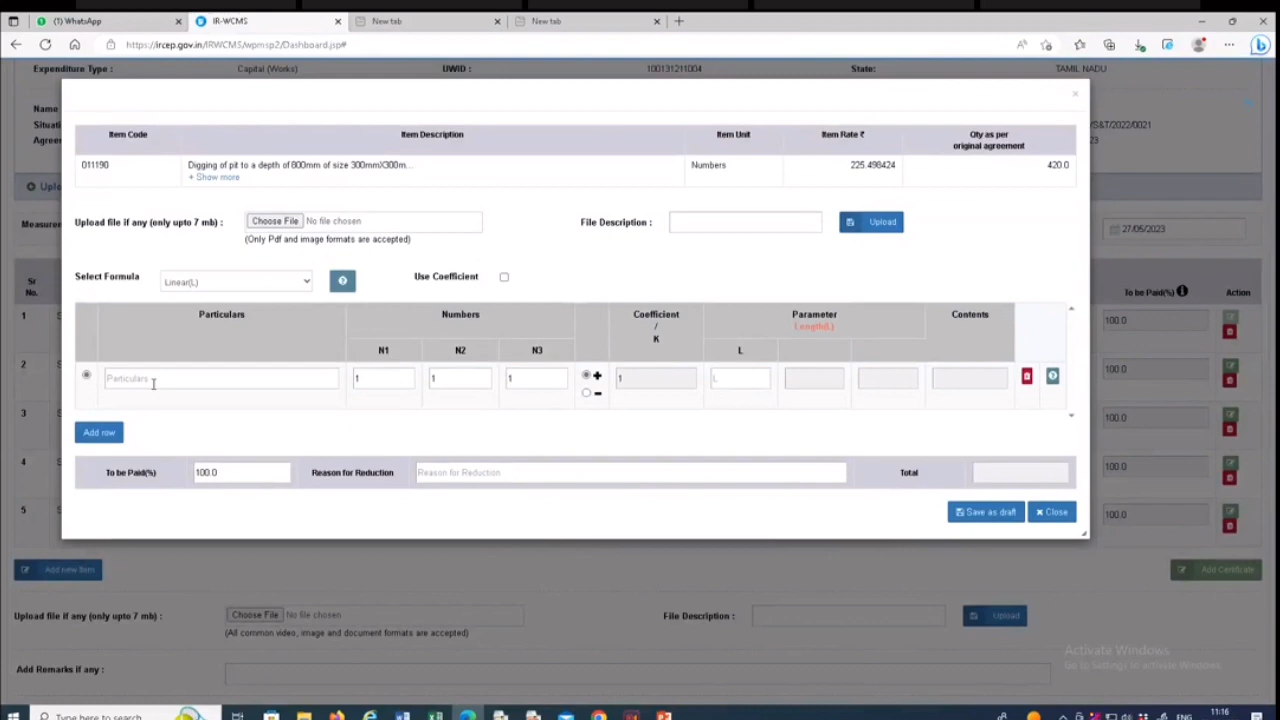 (1) WhatsApp
IR-WCMS
New tab
New tab
https://ircep.gov.in/IRWCMS/wpmsp2/Dashboard.jsp#
Expenditure Type :
Capital (Works)
UWID :
100131211004
State:
TAMIL NADU
Name
Situati
/S&T/2022/0021
Agreer
23
Item Code
Item Description
Item Unit
Item Rate ₹
Qty as per
original agreement
011190
Digging of pit to a depth of 800mm of size 300mmX300m...
Numbers
225.498424
420.0
+ Show more
Uplo
Upload file if any (only upto 7 mb) :
Choose File No file chosen
File Description :
Upload
(Only Pdf and image formats are accepted)
Measurem
27/05/2023
Select Formula
Linear(L)
Use Coefficient
Sr
No.
To be Paid(%)
Action
Particulars
Numbers
Coefficient
/
K
Parameter
Length(L)
Contents
N1
N2
N3
L
1
100.0
2
100.0
Particulars
1
1
1
1
L
3
100.0
Add row
4
100.0
To be Paid(%)
100.0
Reason for Reduction
Reason for Reduction
Total
5
100.0
Save as draft
Close
Add new Item
Add Certificate
Upload file if any (only upto 7 mb) :
Choose File No file chosen
File Description :
Upload
(All common video, image and document formats are accepted)
Add Remarks if any :
Activate Windows
Go to Settings to activate Windows.
Type here to search
11:16